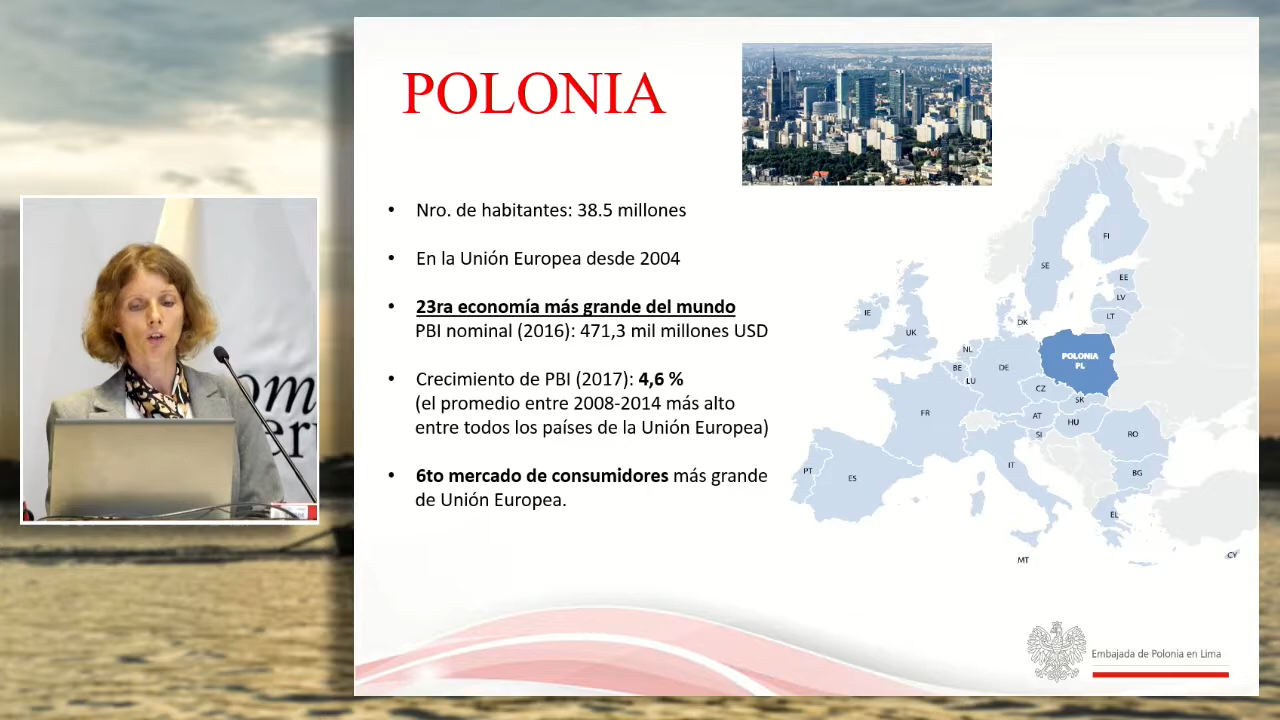 POLONIA
• Nro. de habitantes: 38.5 millones
• En la Unión Europea desde 2004
• 23ra economía más grande del mundo
PBI nominal (2016): 471,3 mil millones USD
• Crecimiento de PBI (2017): 4,6 %
(el promedio entre 2008-2014 más alto
entre todos los países de la Unión Europea)
• 6to mercado de consumidores más grande
de Unión Europea.
FI
SE
EE
LV
LT
DK
IE
UK
NL
POLONIA
PL
BE
DE
LU
CZ
SK
FR
AT
HU
SI
RO
IT
PT
ES
BG
EL
MT
CY
Embajada de Polonia en Lima
om
er